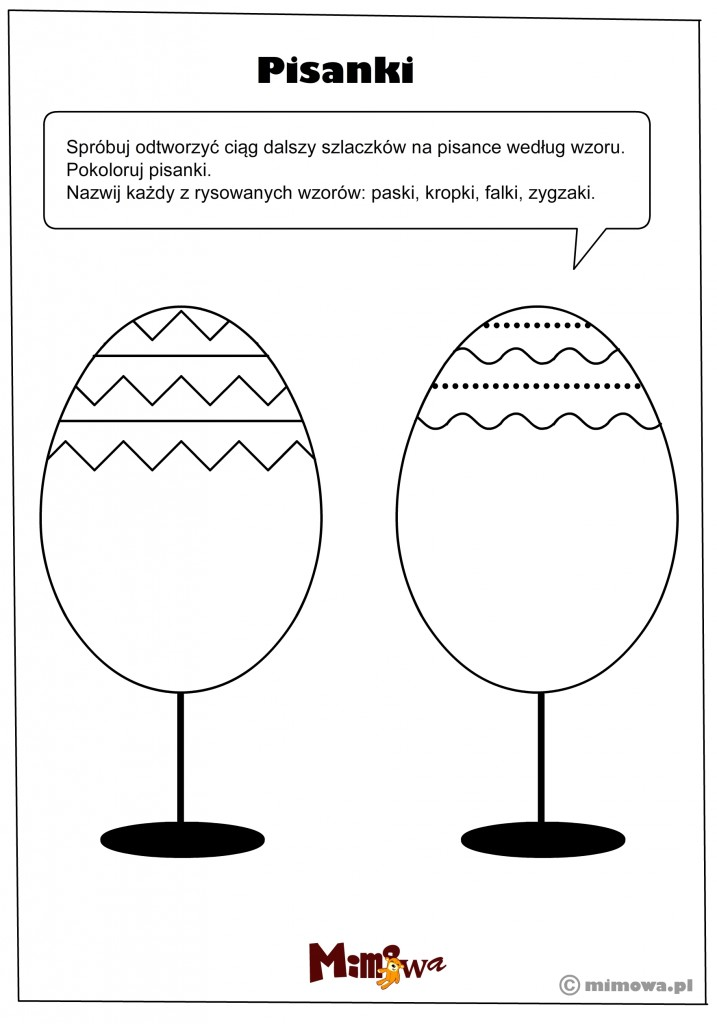 Pisanki
Spróbuj odtworzyć ciąg dalszy szlaczków na pisance według wzoru.
Pokoloruj pisanki.
Nazwij każdy z rysowanych wzorów: paski, kropki, falki, zygzaki.
Mimowa
© mimowa.pl